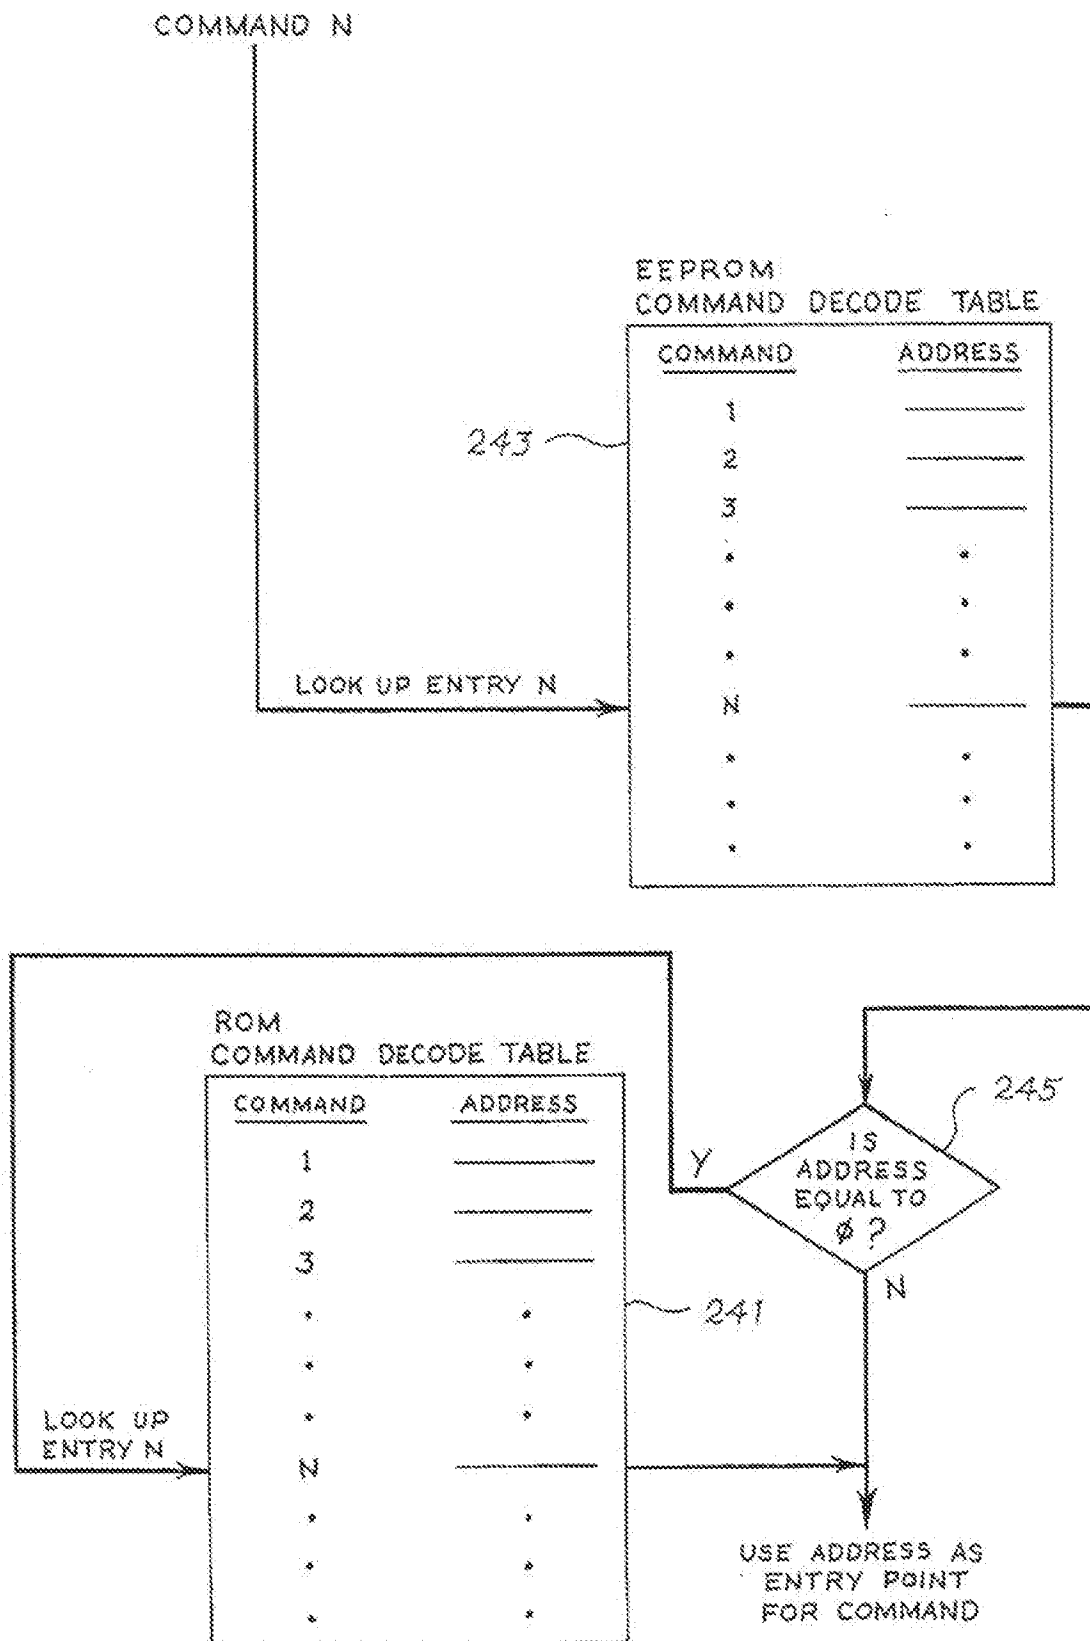 COMMAND N
EEPROM
COMMAND DECODE TABLE
COMMAND ADDRESS
1
243
2
3
LOOK UP ENTRY N
N
ROM
COMMAND DECODE TABLE
COMMAND ADDRESS
1
2
3
241
LOOK UP
ENTRY N
N
245
IS
ADDRESS
EQUAL TO
ø ?
Y
N
USE ADDRESS AS
ENTRY POINT
FOR COMMAND